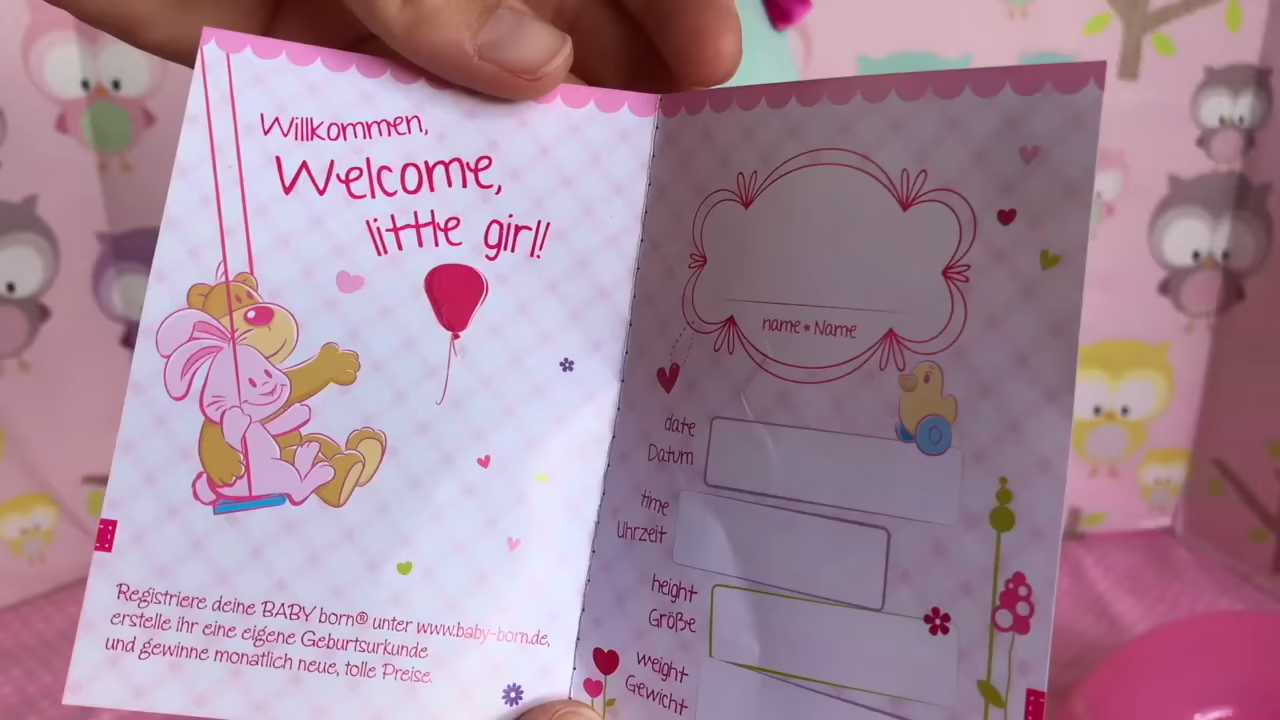 Willkommen,
Welcome,
little girl!
Registriere deine BABY born® unter www.baby-born.de,
erstelle ihr eine eigene Geburtsurkunde
und gewinne monatlich neue, tolle Preise.
name*Name
date
Datum
time
Uhrzeit
height
Größe
weight
Gewicht